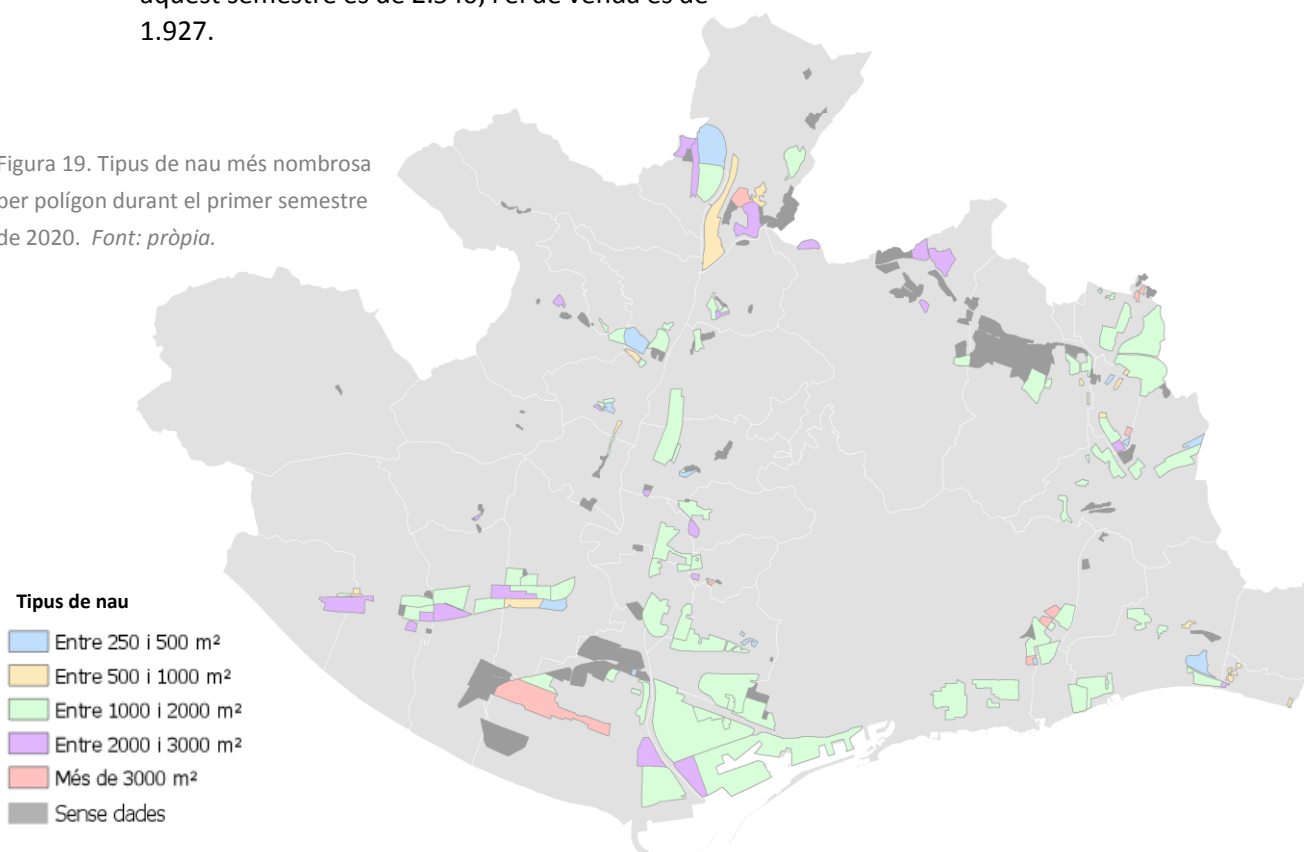 1.927.
Figura 19. Tipus de nau més nombrosa
per polígon durant el primer semestre
de 2020. Font: pròpia.
Tipus de nau
Entre 250 i 500 m²
Entre 500 i 1000 m²
Entre 1000 i 2000 m²
Entre 2000 i 3000 m²
Més de 3000 m²
Sense dades